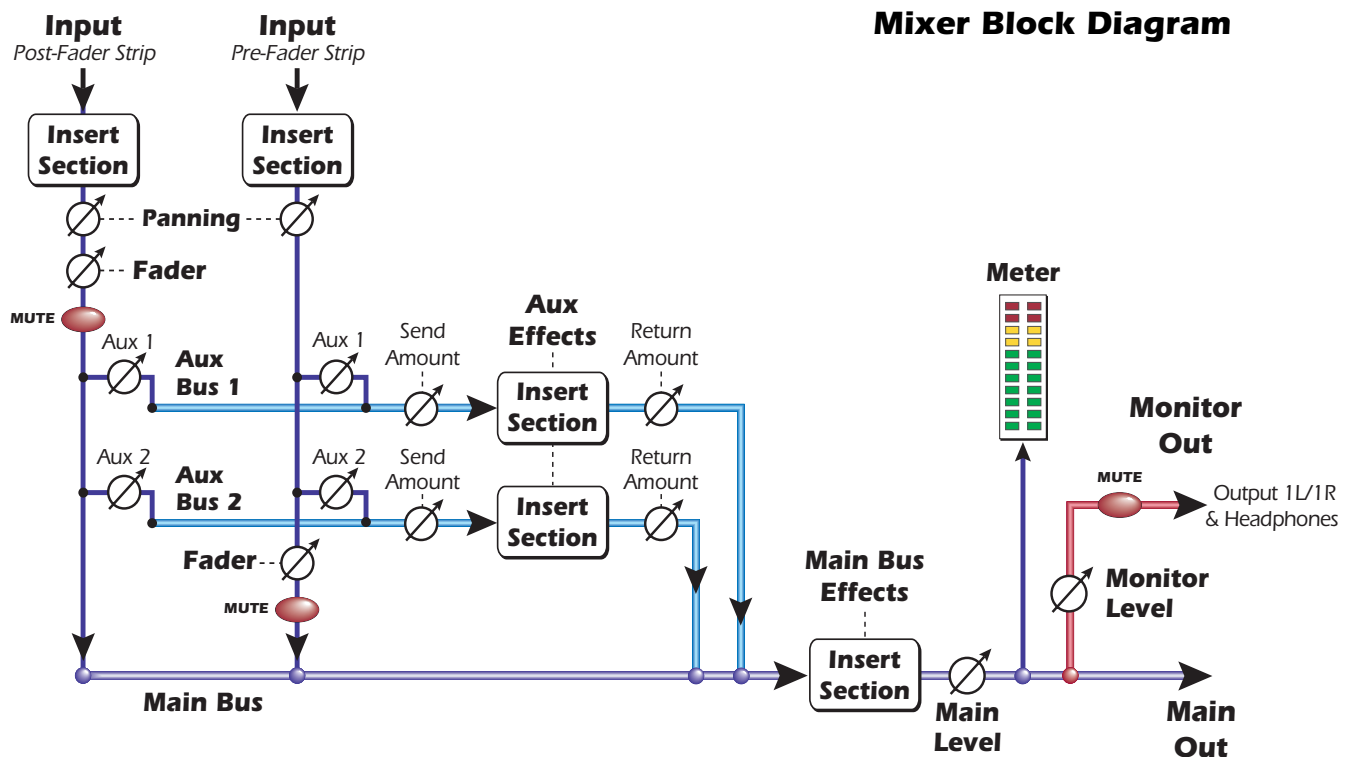 Mixer Block Diagram
Input
Post-Fader Strip
Input
Pre-Fader Strip
Insert
Section
Insert
Section
Panning
Fader
MUTE
Aux 1
Aux
Bus 1
Aux 1
Send
Amount
Aux
Effects
Return
Amount
Insert
Section
Meter
Aux 2
Aux
Bus 2
Aux 2
Send
Amount
Return
Amount
Insert
Section
Monitor
Out
MUTE
Output 1L/1R
& Headphones
Fader
MUTE
Main Bus
Effects
Monitor
Level
Insert
Section
Main Bus
Main
Level
Main
Out